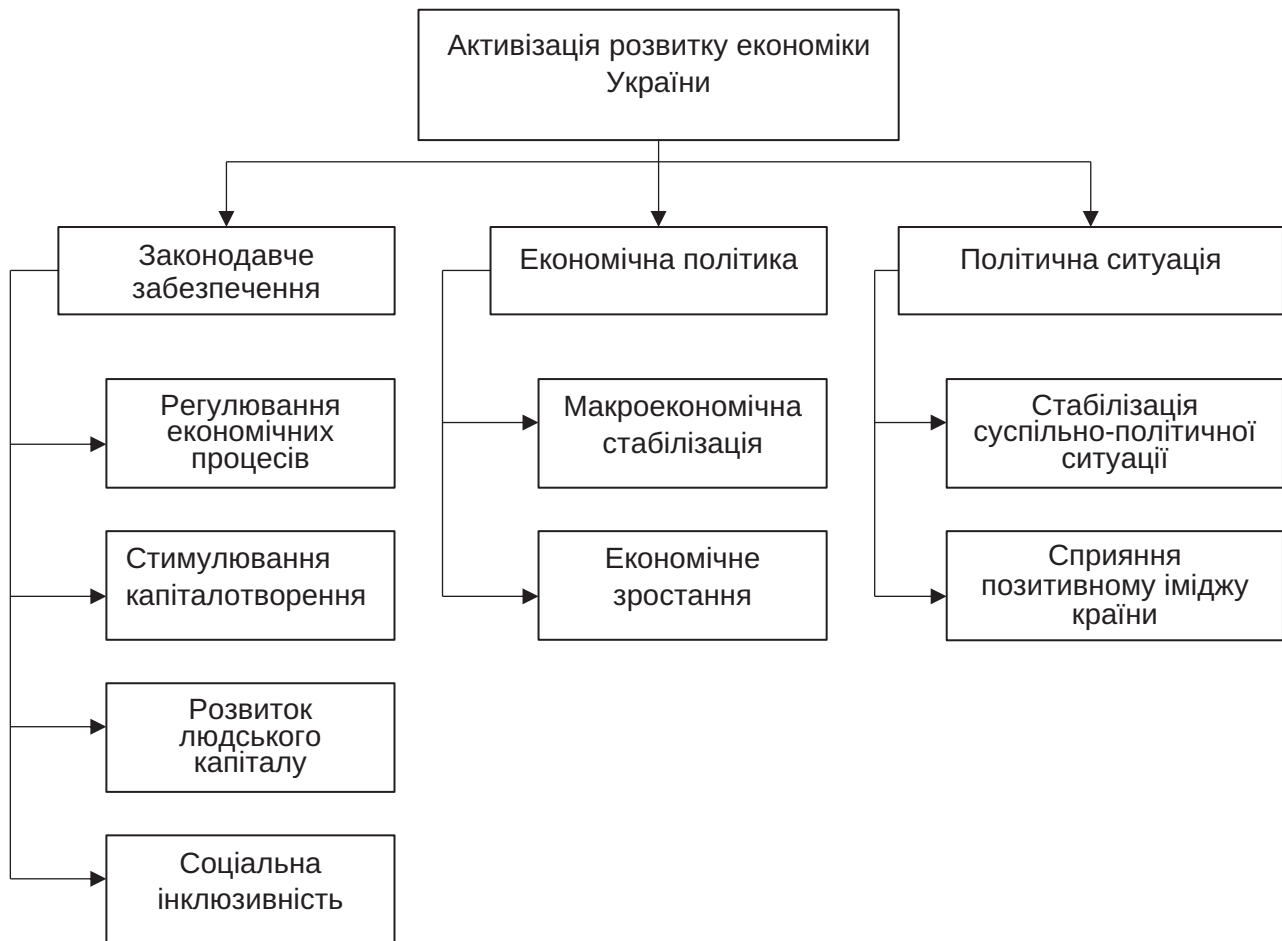 Активізація розвитку економіки
України
Законодавче
забезпечення
Економічна політика
Політична ситуація
Регулювання
економічних
процесів
Макроекономічна
стабілізація
Стабілізація
суспільно-політичної
ситуації
Стимулювання
капіталотворення
Економічне
зростання
Сприяння
позитивному іміджу
країни
Розвиток
людського
капіталу
Соціальна
інклюзивність